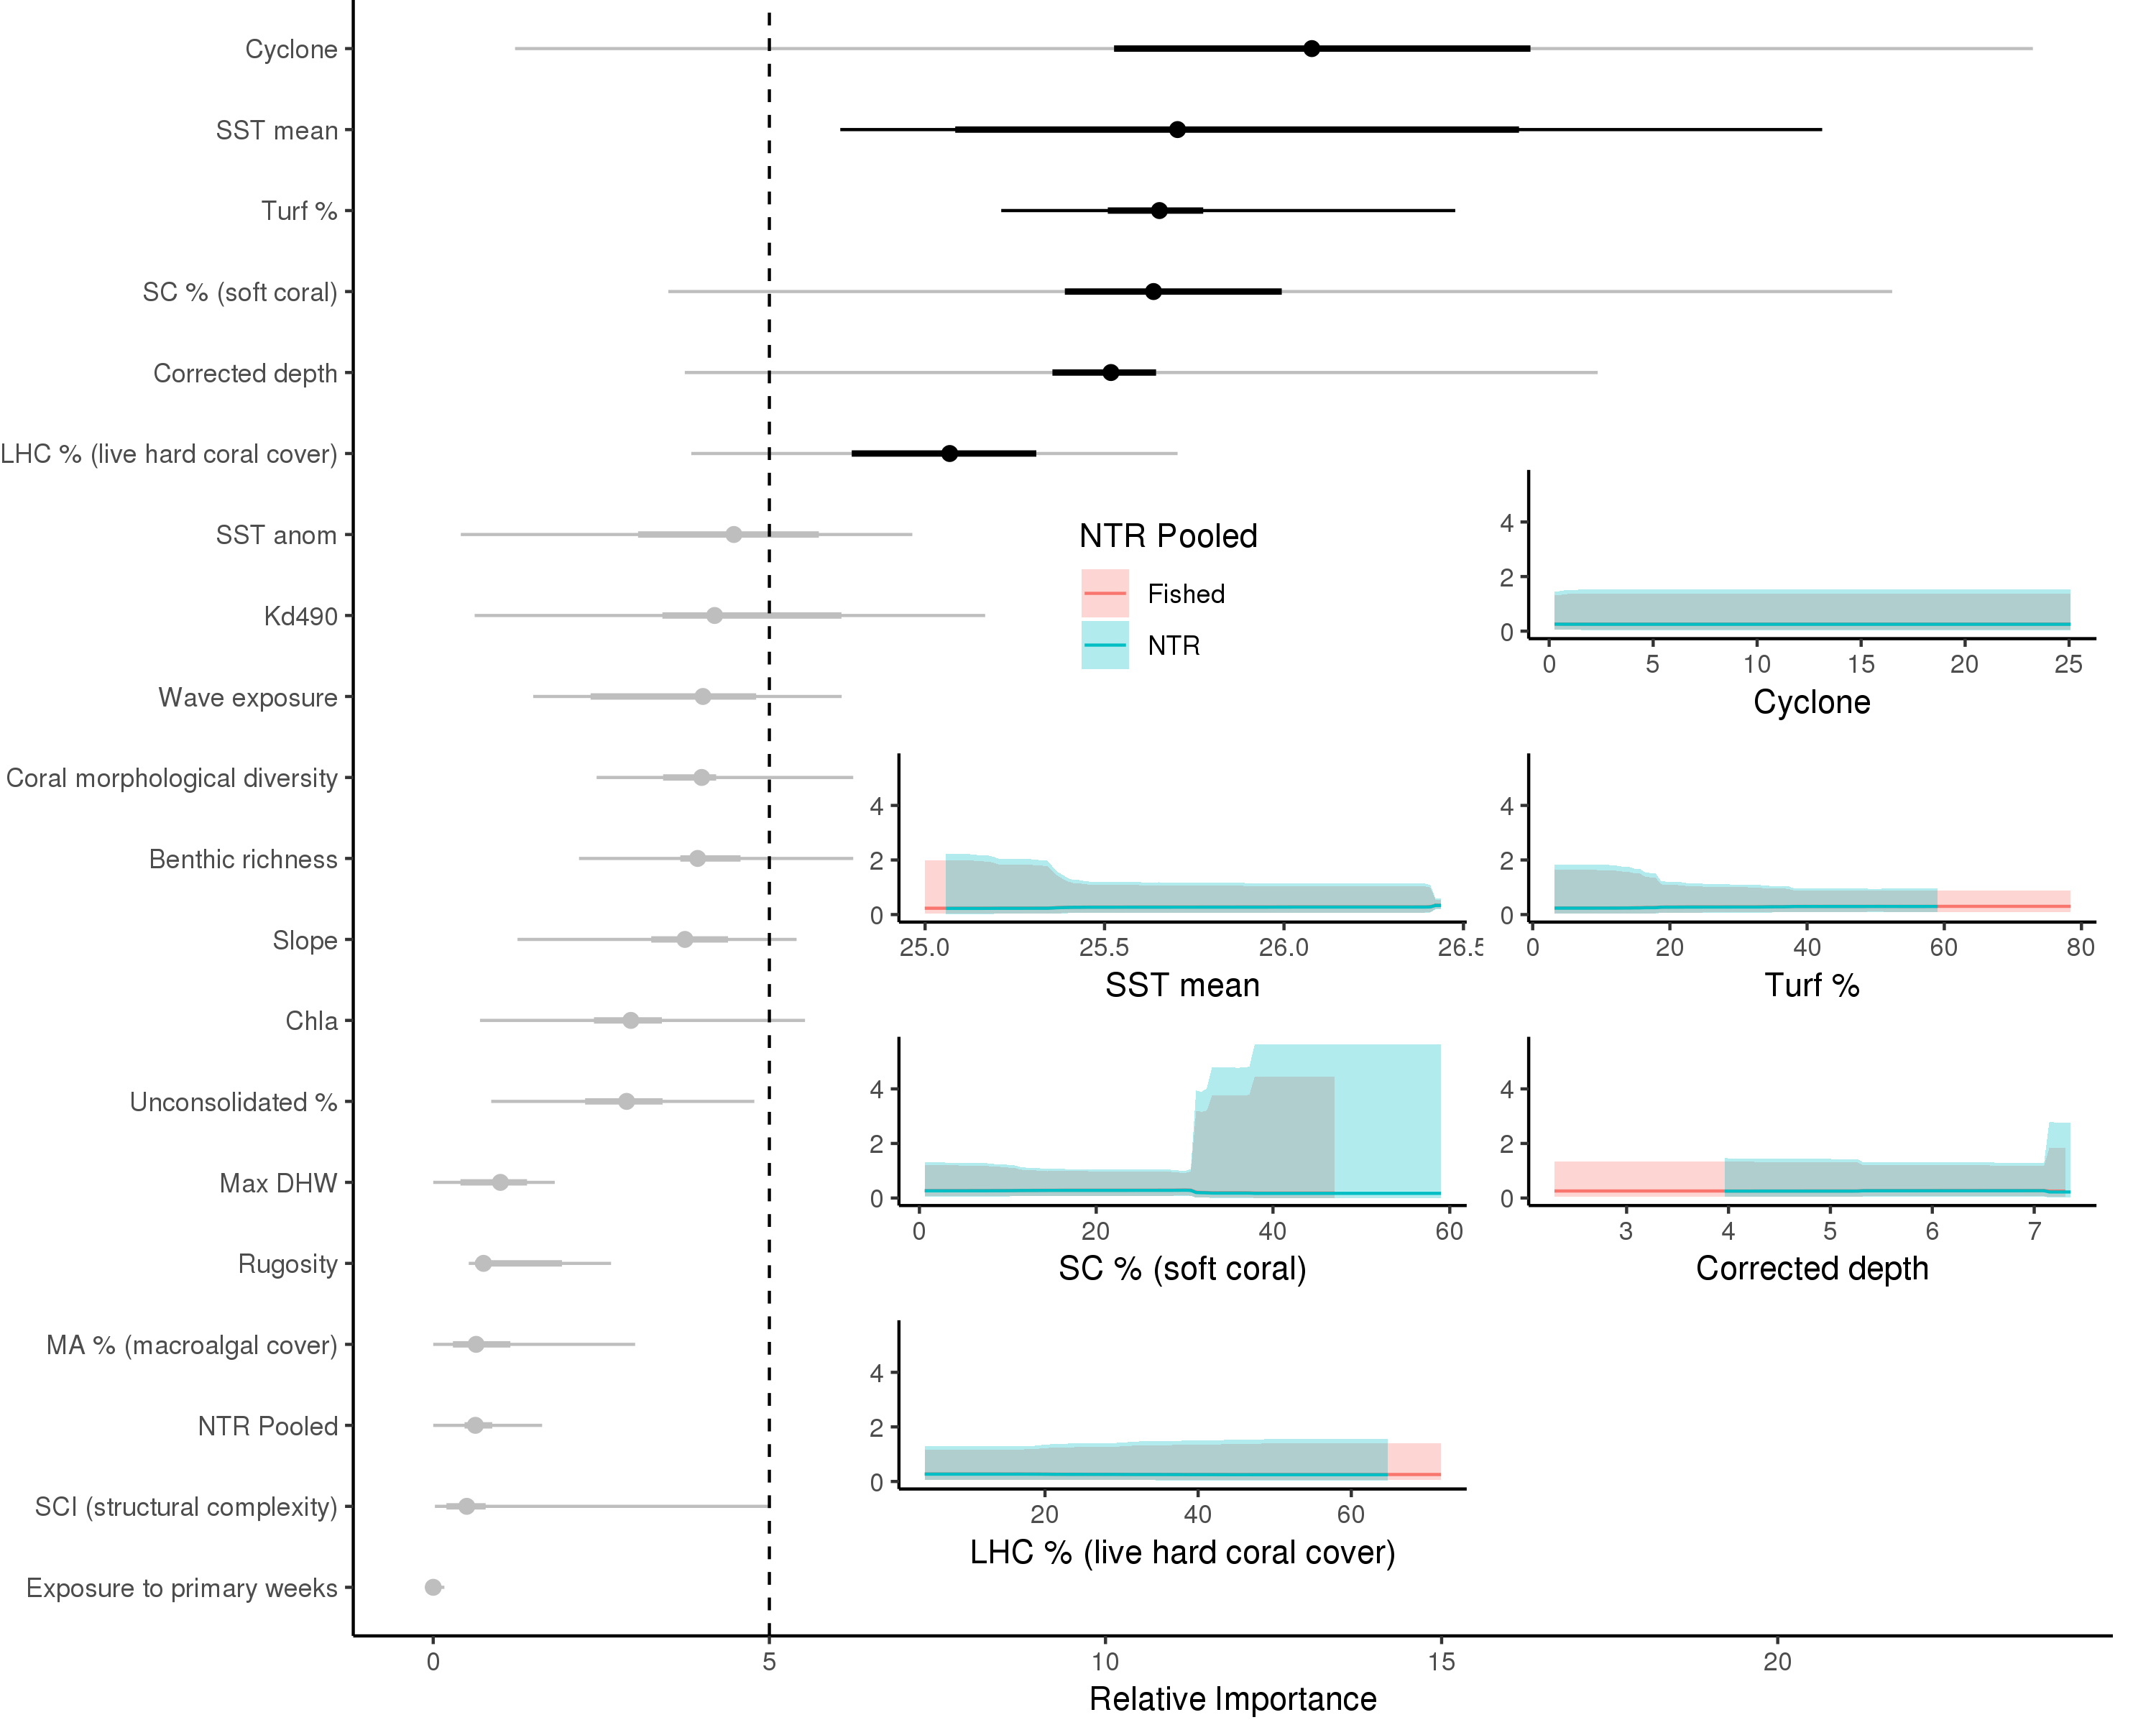 Cyclone
SST mean
Turf %
SC % (soft coral)
Corrected depth
LHC % (live hard coral cover)
SST anom
Kd490
Wave exposure
Coral morphological diversity
Benthic richness
Slope
Chla
Unconsolidated %
Max DHW
Rugosity
MA % (macroalgal cover)
NTR Pooled
SCI (structural complexity)
Exposure to primary weeks
0 5 10 15 20
Relative Importance
NTR Pooled
Fished
NTR
4
2
0
0 5 10 15 20 25
Cyclone
4
2
0
25.0 25.5 26.0 26.5
SST mean
4
2
0
0 20 40 60 80
Turf %
4
2
0
0 20 40 60
SC % (soft coral)
4
2
0
3 4 5 6 7
Corrected depth
4
2
0
20 40 60
LHC % (live hard coral cover)